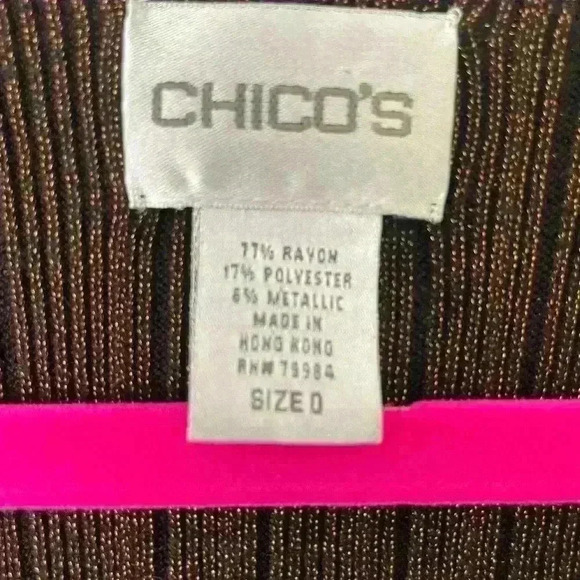 CHICO'S
77% RAYON
17% POLYESTER
6% METALLIC
MADE IN
HONG KONG
RN# 79984
SIZE 0